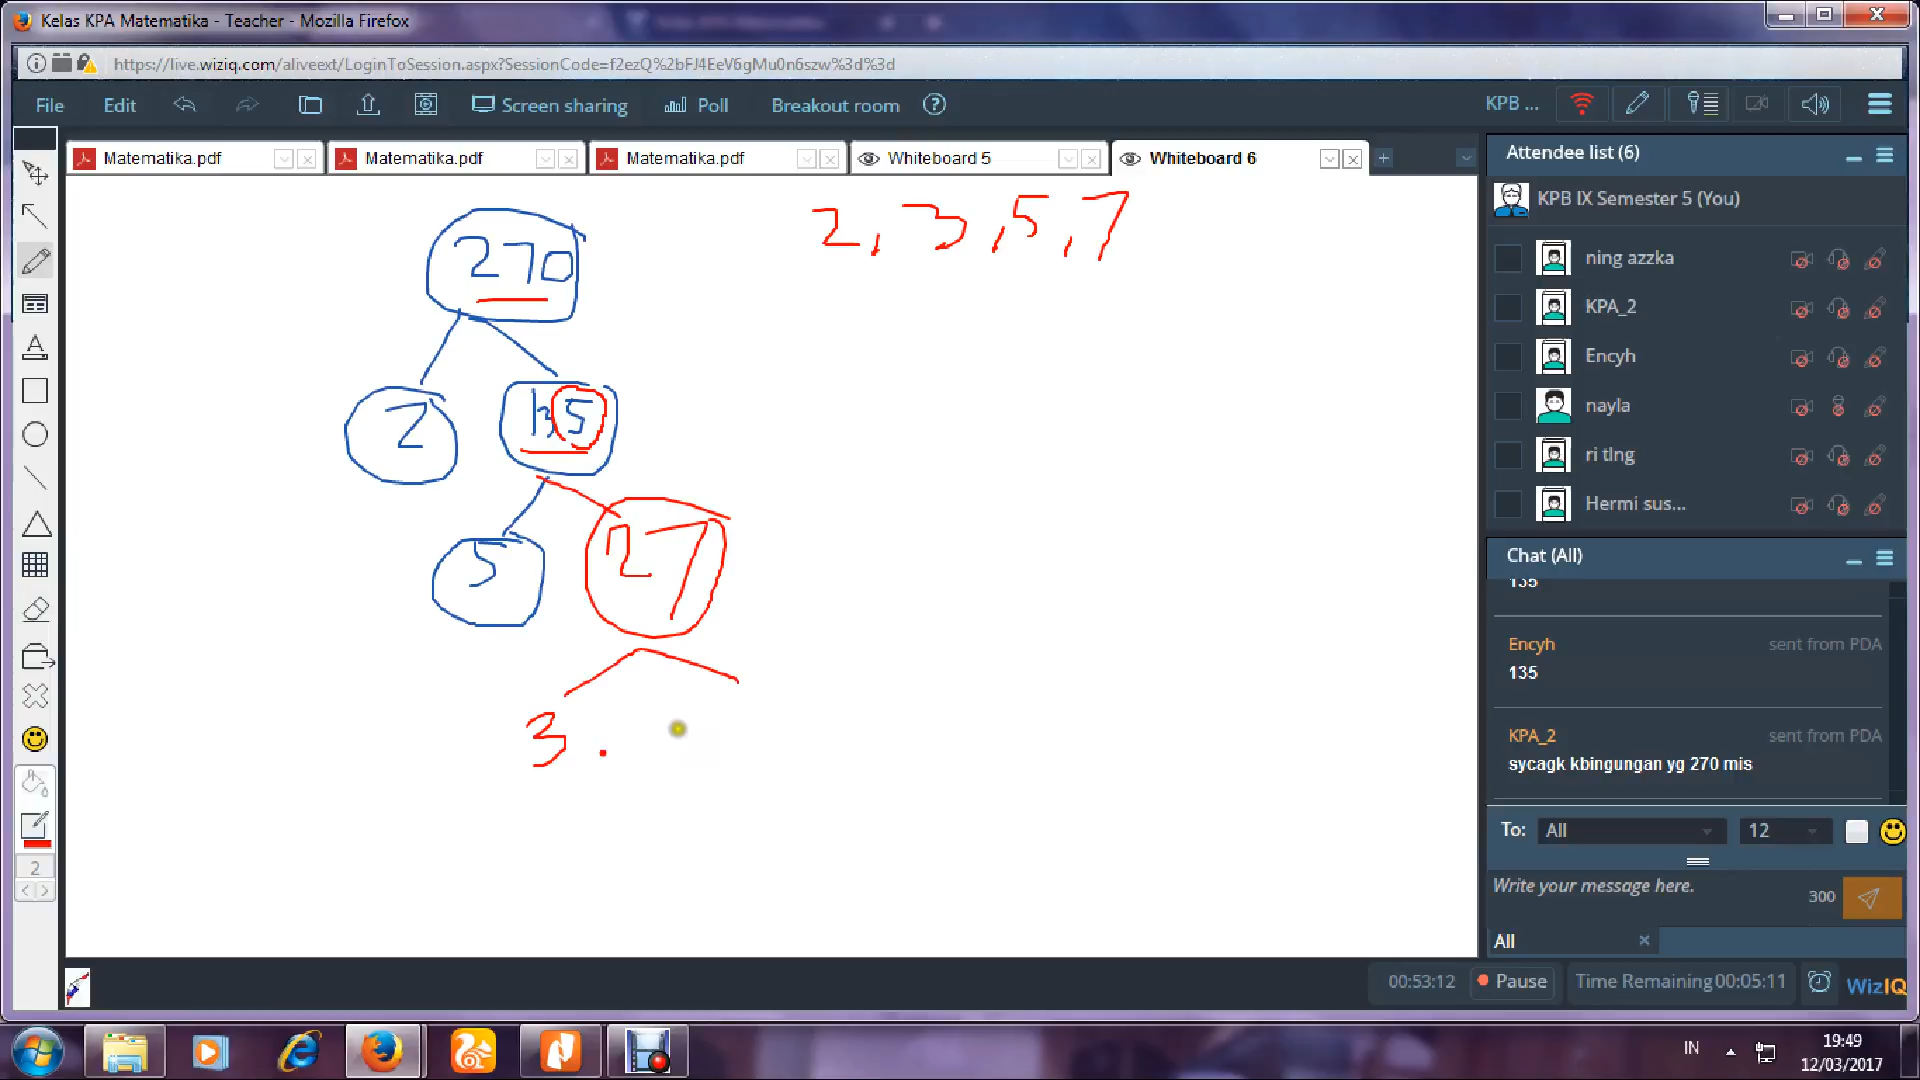 Kelas KPA Matematika - Teacher - Mozilla Firefox
https://live.wiziq.com/aliveext/LoginToSession.aspx?SessionCode=f2ezQ%2bFJ4EeV6gMu0n6szw%3d%3d
File Edit Screen sharing Poll Breakout room KPB ...
Matematika.pdf Matematika.pdf Matematika.pdf Whiteboard 5 Whiteboard 6
2, 3, 5, 7
270
2 135
5 27
3 .
2
Attendee list (6)
KPB IX Semester 5 (You)
ning azzka
KPA_2
Encyh
nayla
ri tlng
Hermi sus...
Chat (All)
135
Encyh sent from PDA
135
KPA_2 sent from PDA
sycagk kbingungan yg 270 mis
To: All 12
Write your message here. 300
All
00:53:12 Pause Time Remaining 00:05:11 WizIQ
IN 19:49
12/03/2017